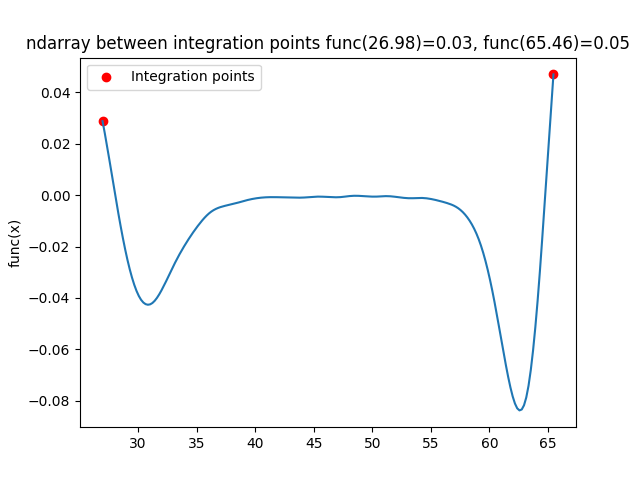 ndarray between integration points func(26.98)=0.03, func(65.46)=0.05
Integration points
0.04
0.02
0.00
−0.02
−0.04
−0.06
−0.08
func(x)
30 35 40 45 50 55 60 65